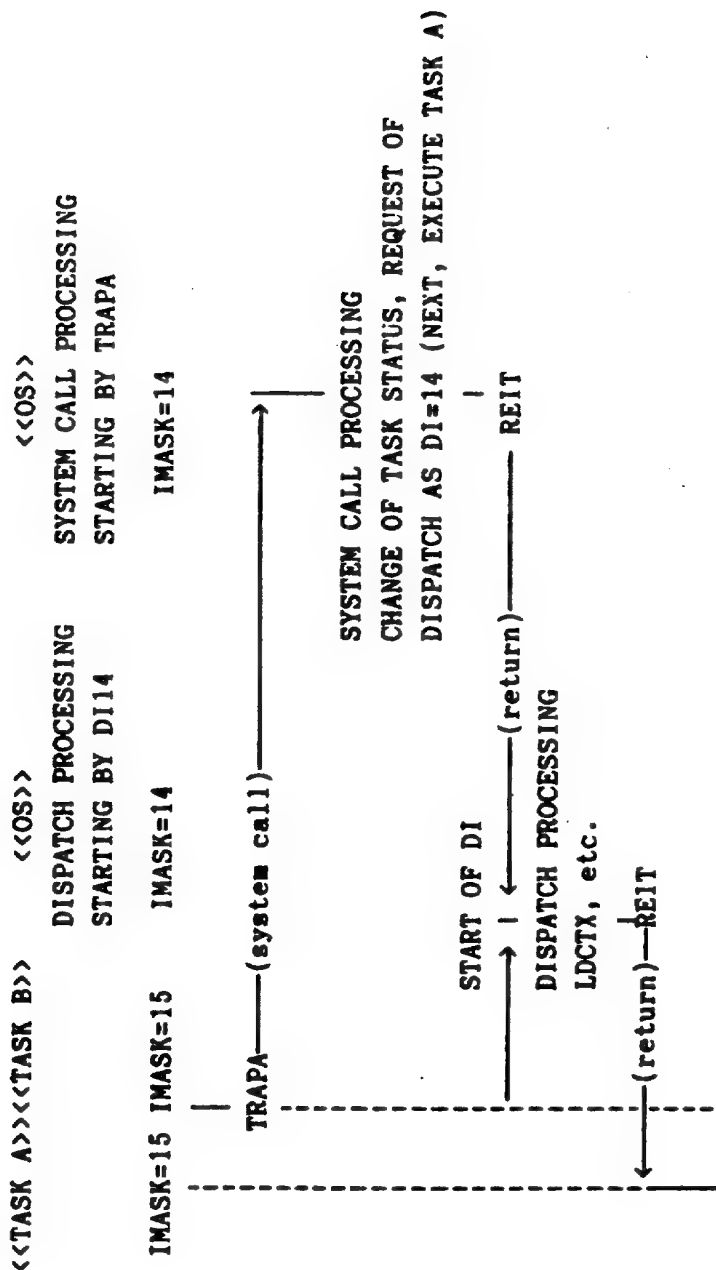 <<TASK A>><<TASK B>> <<OS>> <<OS>>
DISPATCH PROCESSING SYSTEM CALL PROCESSING
STARTING BY DI14 STARTING BY TRAPA
IMASK=15 IMASK=15 IMASK=14 IMASK=14
TRAPA (system call)
SYSTEM CALL PROCESSING
CHANGE OF TASK STATUS, REQUEST OF
DISPATCH AS DI=14 (NEXT, EXECUTE TASK A)
START OF DI
(return) REIT
DISPATCH PROCESSING
LDCTX, etc.
(return) REIT